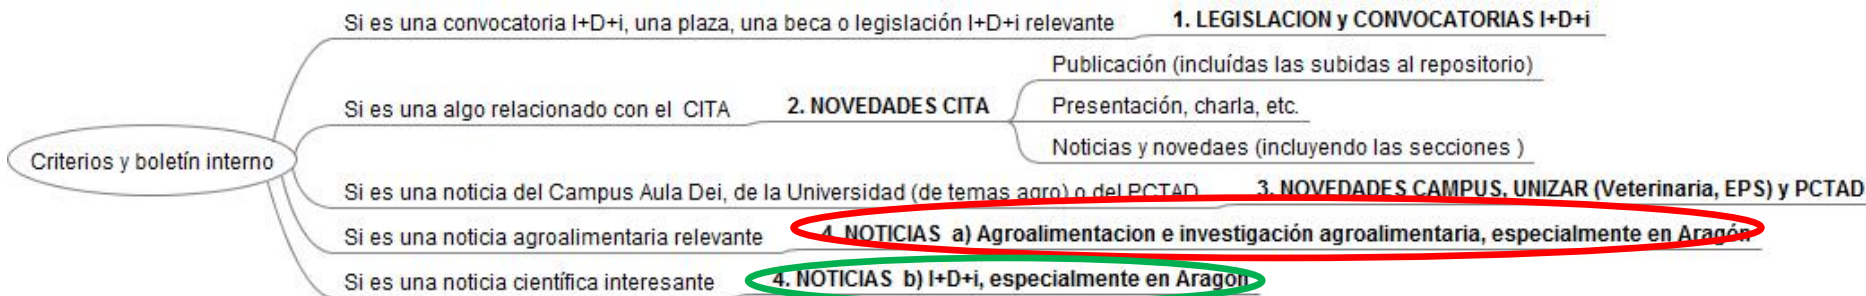 Si es una convocatoria I+D+i, una plaza, una beca o legislación I+D+i relevante 1. LEGISLACION y CONVOCATORIAS I+D+i
Publicación (incluídas las subidas al repositorio)
Si es una algo relacionado con el CITA 2. NOVEDADES CITA Presentación, charla, etc.
Noticias y novedaes (incluyendo las secciones )
Criterios y boletín interno
Si es una noticia del Campus Aula Dei, de la Universidad (de temas agro) o del PCTAD 3. NOVEDADES CAMPUS, UNIZAR (Veterinaria, EPS) y PCTAD
Si es una noticia agroalimentaria relevante 4. NOTICIAS a) Agroalimentacion e investigación agroalimentaria, especialmente en Aragón
Si es una noticia científica interesante 4. NOTICIAS b) I+D+i, especialmente en Aragón